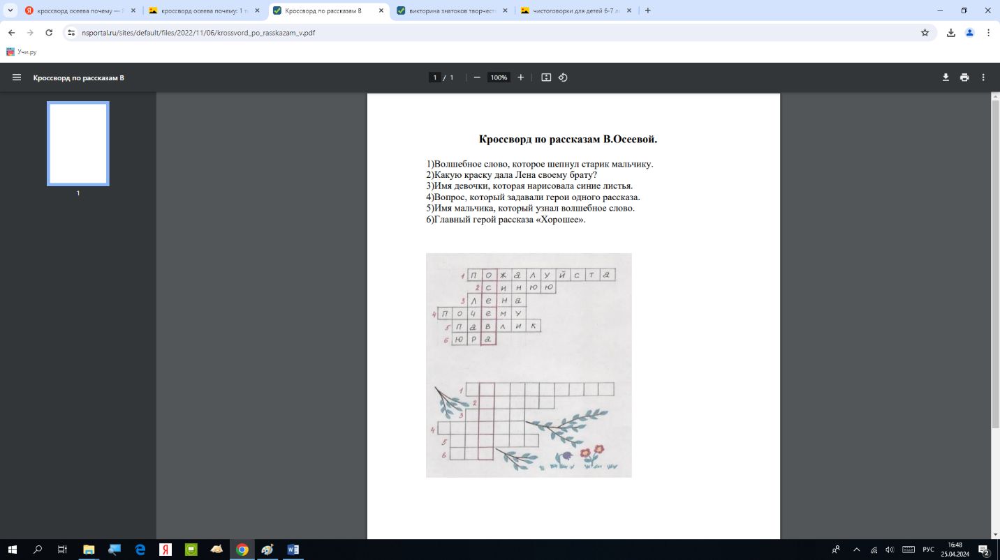 кроссворд осеева почему — Я
кроссворд осеева почему: 1 т
Кроссворд по рассказам В
викторина знатоков творчест
чистоговорки для детей 6-7 л
nsportal.ru/sites/default/files/2022/11/06/krossvord_po_rasskazam_v.pdf
Учи.ру
Кроссворд по рассказам В
1 / 1
100%
1
Кроссворд по рассказам В.Осеевой.
1)Волшебное слово, которое шепнул старик мальчику.
2)Какую краску дала Лена своему брату?
3)Имя девочки, которая нарисовала синие листья.
4)Вопрос, который задавали герои одного рассказа.
5)Имя мальчика, который узнал волшебное слово.
6)Главный герой рассказа «Хорошее».
1 пожалуйста
2 синюю
3 лена
4 почему
5 павлик
6 юра
1
2
3
4
5
6
РУС
16:48
25.04.2024
2